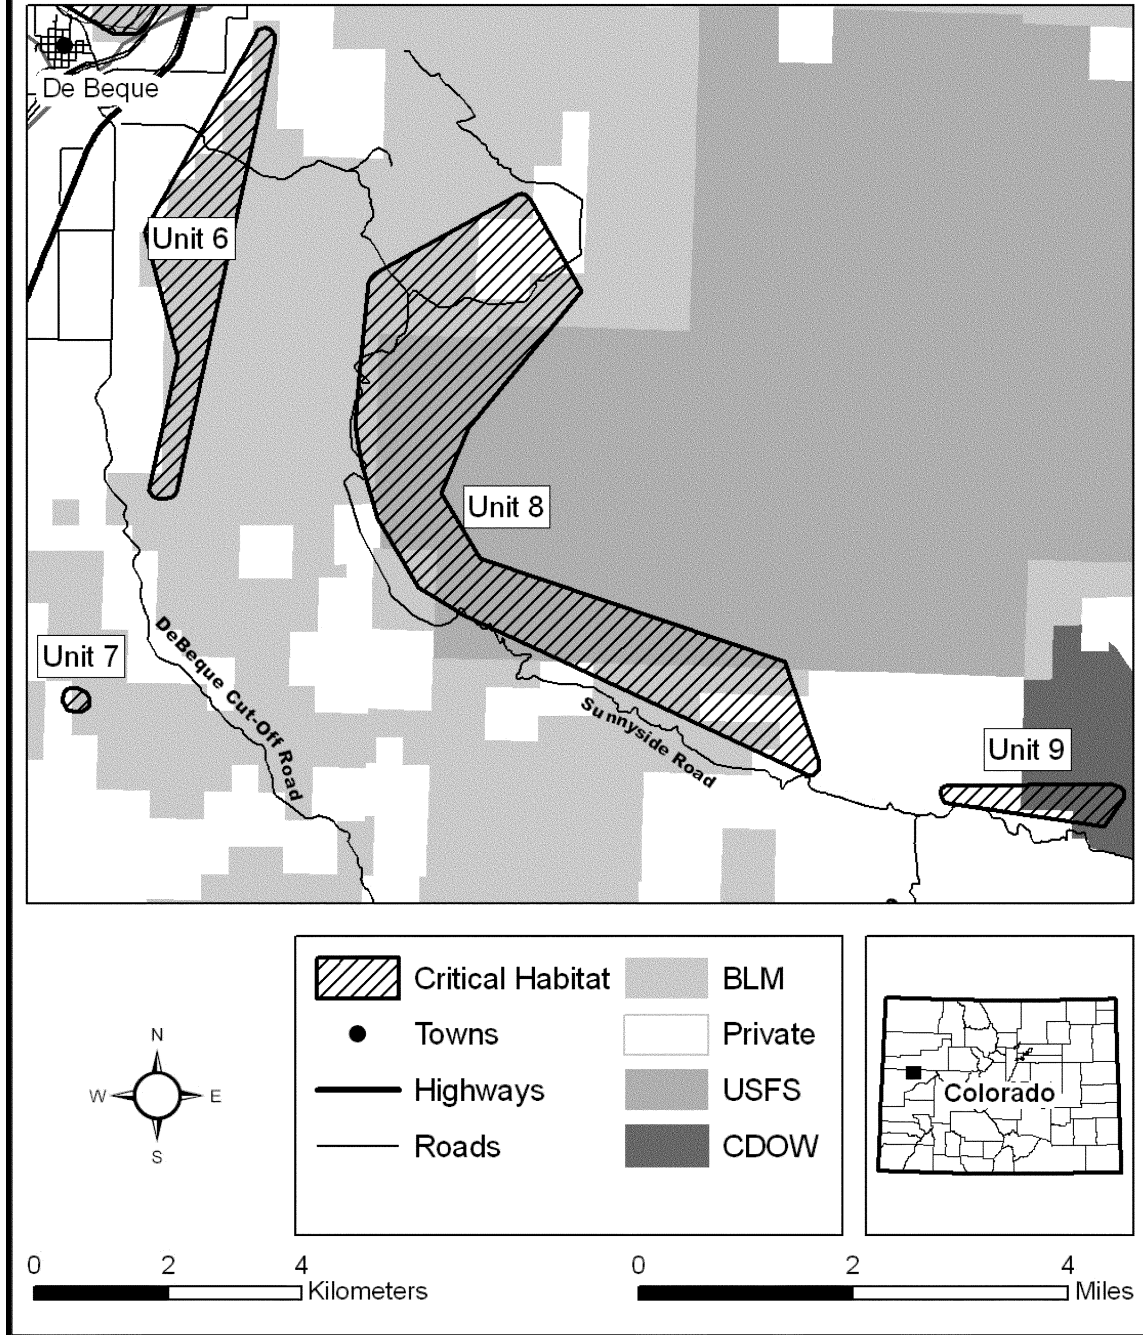 De Beque
Unit 6
Unit 8
Unit 7
DeBeque Cut-Off Road
Sunnyside Road
Unit 9
Critical Habitat
Towns
Highways
Roads
BLM
Private
USFS
CDOW
N
W E
S
Colorado
0 2 4 Kilometers
0 2 4 Miles